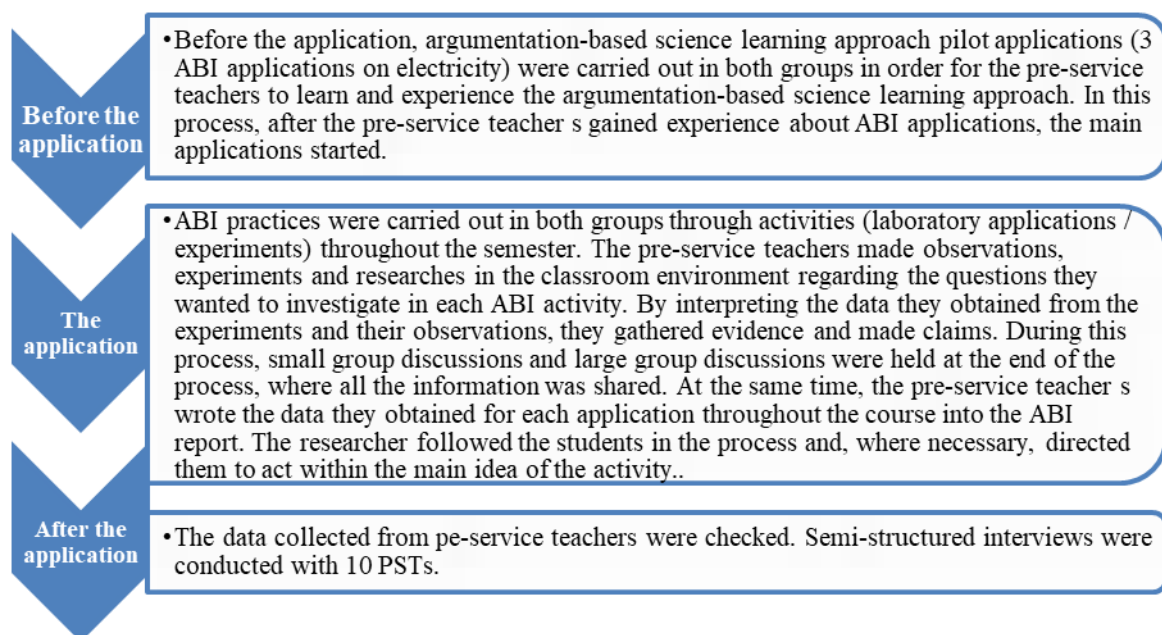 Before the
application
•Before the application, argumentation-based science learning approach pilot applications (3
ABI applications on electricity) were carried out in both groups in order for the pre-service
teachers to learn and experience the argumentation-based science learning approach. In this
process, after the pre-service teacher s gained experience about ABI applications, the main
applications started.
The
application
•ABI practices were carried out in both groups through activities (laboratory applications /
experiments) throughout the semester. The pre-service teachers made observations,
experiments and researches in the classroom environment regarding the questions they
wanted to investigate in each ABI activity. By interpreting the data they obtained from the
experiments and their observations, they gathered evidence and made claims. During this
process, small group discussions and large group discussions were held at the end of the
process, where all the information was shared. At the same time, the pre-service teacher s
wrote the data they obtained for each application throughout the course into the ABI
report. The researcher followed the students in the process and, where necessary, directed
them to act within the main idea of the activity..
After the
application
•The data collected from pe-service teachers were checked. Semi-structured interviews were
conducted with 10 PSTs.